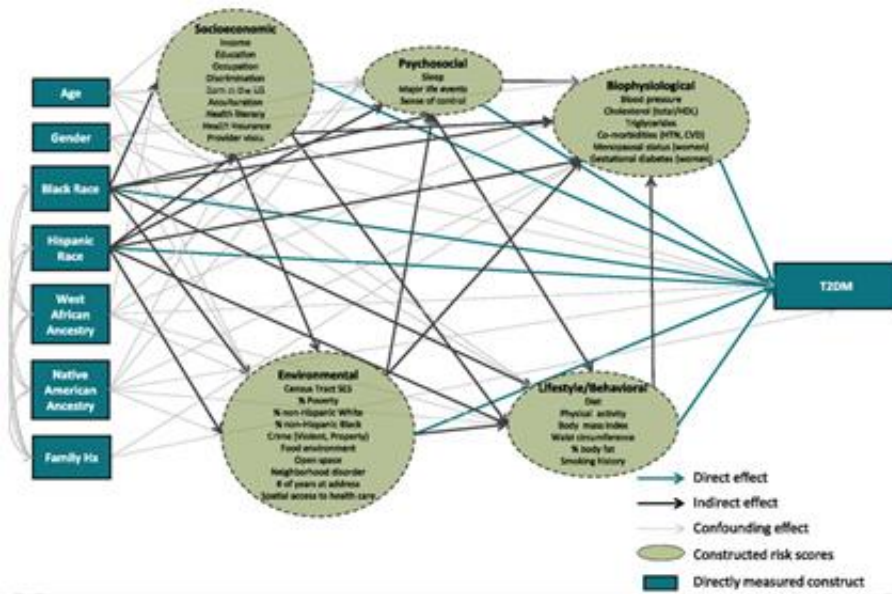 Socioeconomic
Income
Education
Occupation
Discrimination
Born in the US
Acculturation
Health literacy
Health Insurance
Provider visits
Psychosocial
Sleep
Major life events
Sense of control
Biophysiological
Blood pressure
Cholesterol (total/HDL)
Triglycerides
Co-morbidities (HTN, CVD)
Menopausal status (women)
Gestational diabetes (women)
Age
Gender
Black Race
Hispanic
Race
West
African
Ancestry
Native
American
Ancestry
Family Hx
T2DM
Environmental
Census Tract SES
% Poverty
% non-Hispanic White
% non-Hispanic Black
Crime (Violent, Property)
Food environment
Open space
Neighborhood disorder
# of years at address
Spatial access to health care
Lifestyle/Behavioral
Diet
Physical activity
Body mass index
Waist circumference
% body fat
Smoking history
Direct effect
Indirect effect
Confounding effect
Constructed risk scores
Directly measured construct